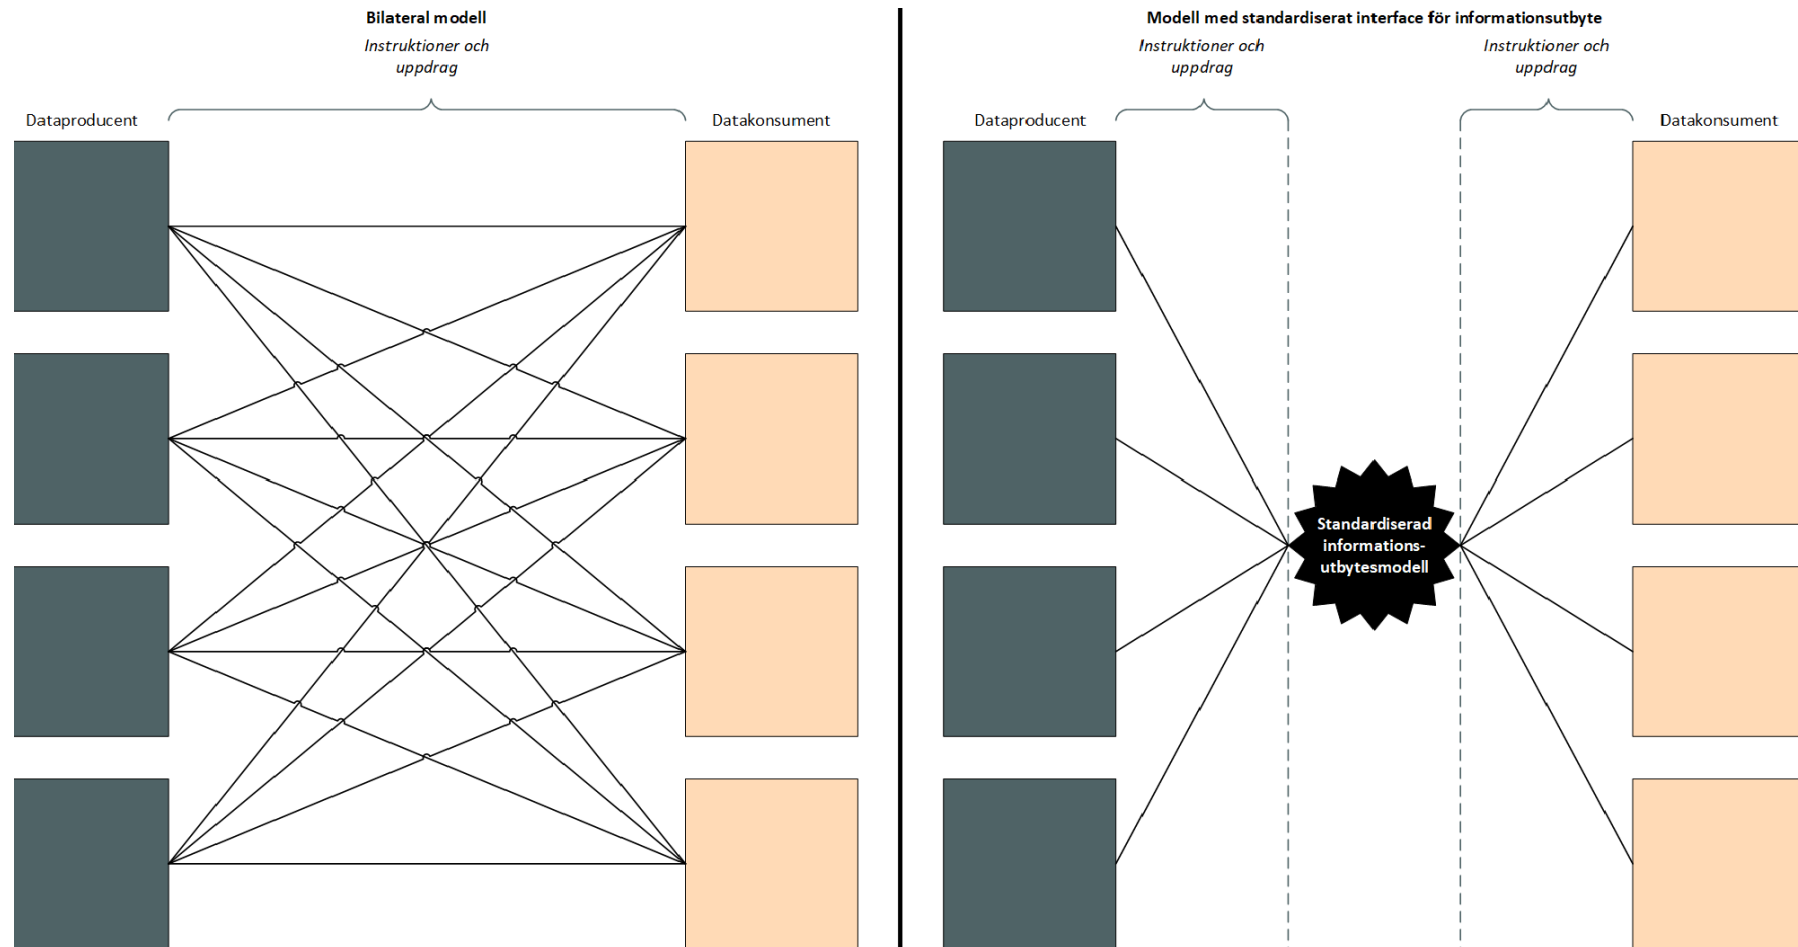 Bilateral modell
Instruktioner och
uppdrag
Dataproducent
Datakonsument
Modell med standardiserat interface för informationsutbyte
Instruktioner och
uppdrag
Instruktioner och
uppdrag
Dataproducent
Datakonsument
Standardiserad
informations-
utbytesmodell